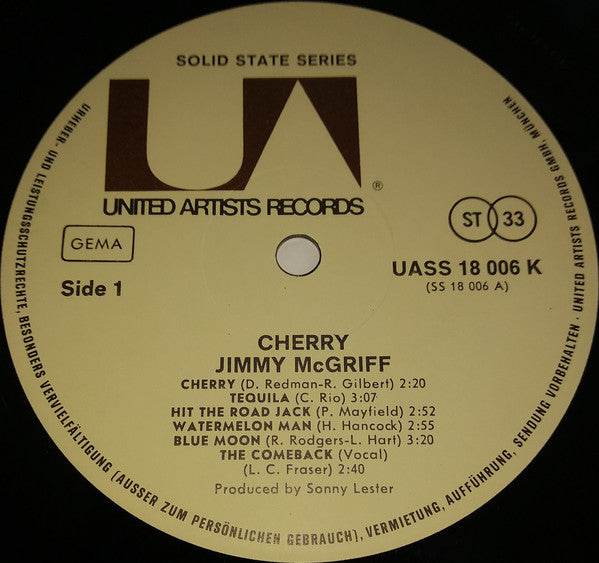 SOLID STATE SERIES
UA
®
UNITED ARTISTS RECORDS
GEMA
ST 33
Side 1
UASS 18 006 K
(SS 18 006 A)
CHERRY
JIMMY McGRIFF
CHERRY (D. Redman-R. Gilbert) 2:20
TEQUILA (C. Rio) 3:07
HIT THE ROAD JACK (P. Mayfield) 2:52
WATERMELON MAN (H. Hancock) 2:55
BLUE MOON (R. Rodgers-L. Hart) 3:20
THE COMEBACK (Vocal)
(L. C. Fraser) 2:40
Produced by Sonny Lester
URHEBER- UND LEISTUNGSSCHUTZRECHTE, BESONDERS VERVIELFÄLTIGUNG (AUSSER ZUM PERSÖNLICHEN GEBRAUCH), VERMIETUNG, AUFFÜHRUNG, SENDUNG VORBEHALTEN · UNITED ARTISTS RECORDS GMBH, MÜNCHEN